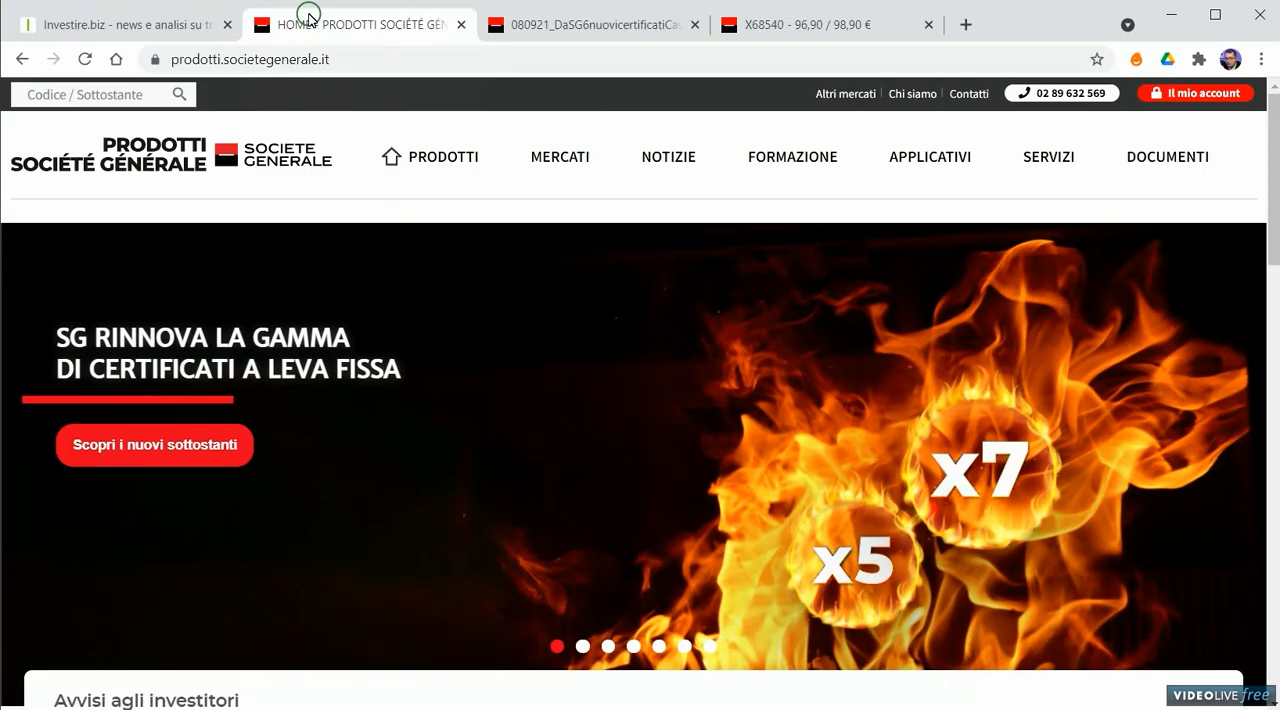 Investire.biz - news e analisi su tr
HOME - PRODOTTI SOCIÉTÉ GÉN
080921_DaSG6nuovicertificatiCas
X68540 - 96,90 / 98,90 €
prodotti.societegenerale.it
Codice / Sottostante
Altri mercati
Chi siamo
Contatti
02 89 632 569
Il mio account
PRODOTTI
SOCIÉTÉ GÉNÉRALE
SOCIETE
GENERALE
PRODOTTI
MERCATI
NOTIZIE
FORMAZIONE
APPLICATIVI
SERVIZI
DOCUMENTI
SG RINNOVA LA GAMMA
DI CERTIFICATI A LEVA FISSA
Scopri i nuovi sottostanti
x7
x5
Avvisi agli investitori
VIDEOLIVE free